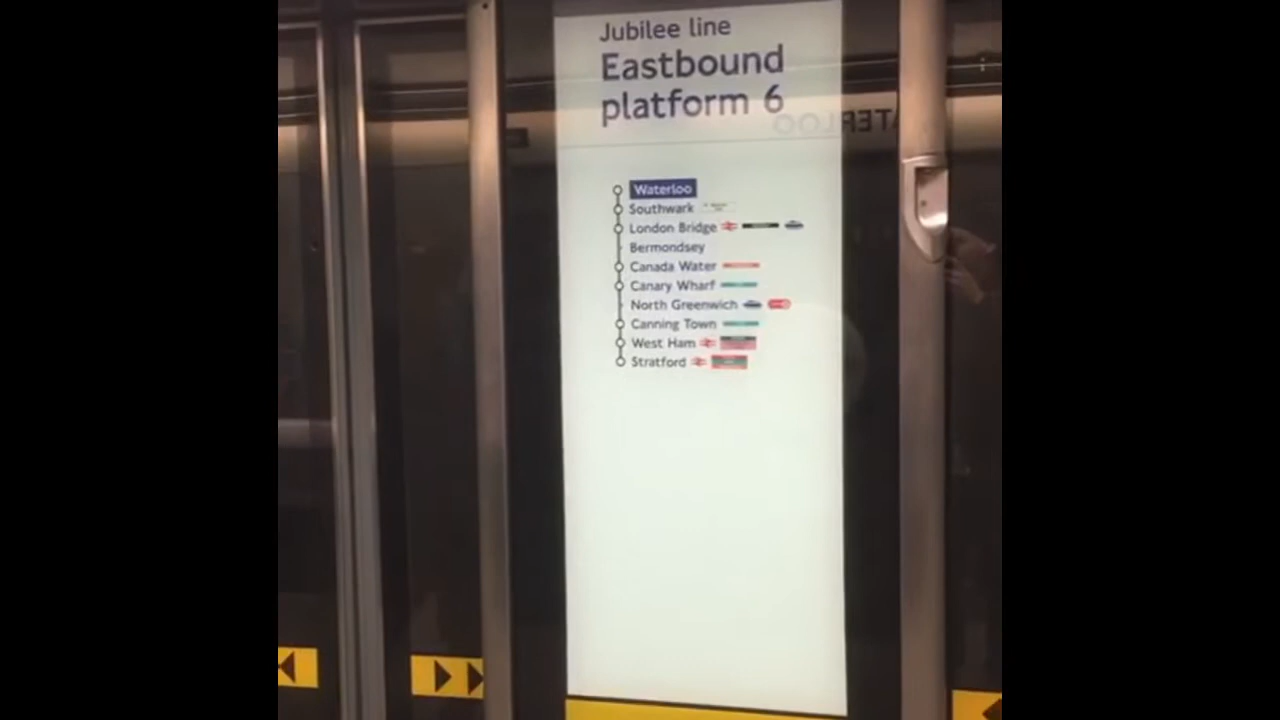 Jubilee line
Eastbound
platform 6
Waterloo
Southwark
London Bridge
Bermondsey
Canada Water
Canary Wharf
North Greenwich
Canning Town
West Ham
Stratford